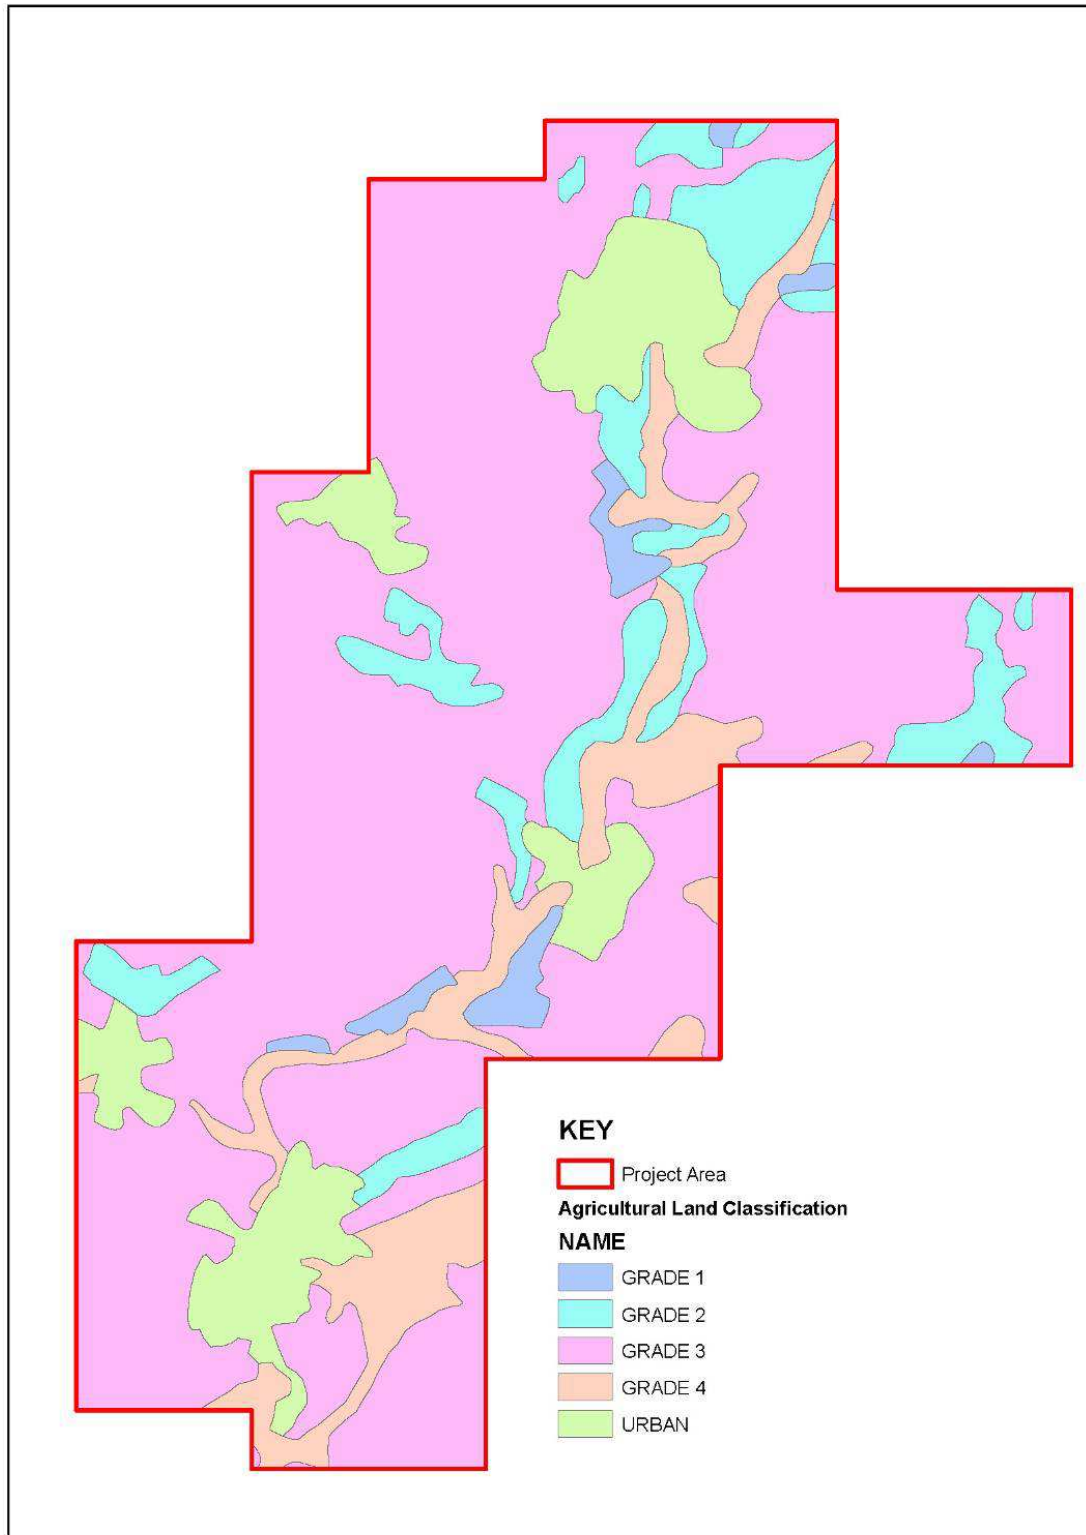 KEY
Project Area
Agricultural Land Classification
NAME
GRADE 1
GRADE 2
GRADE 3
GRADE 4
URBAN